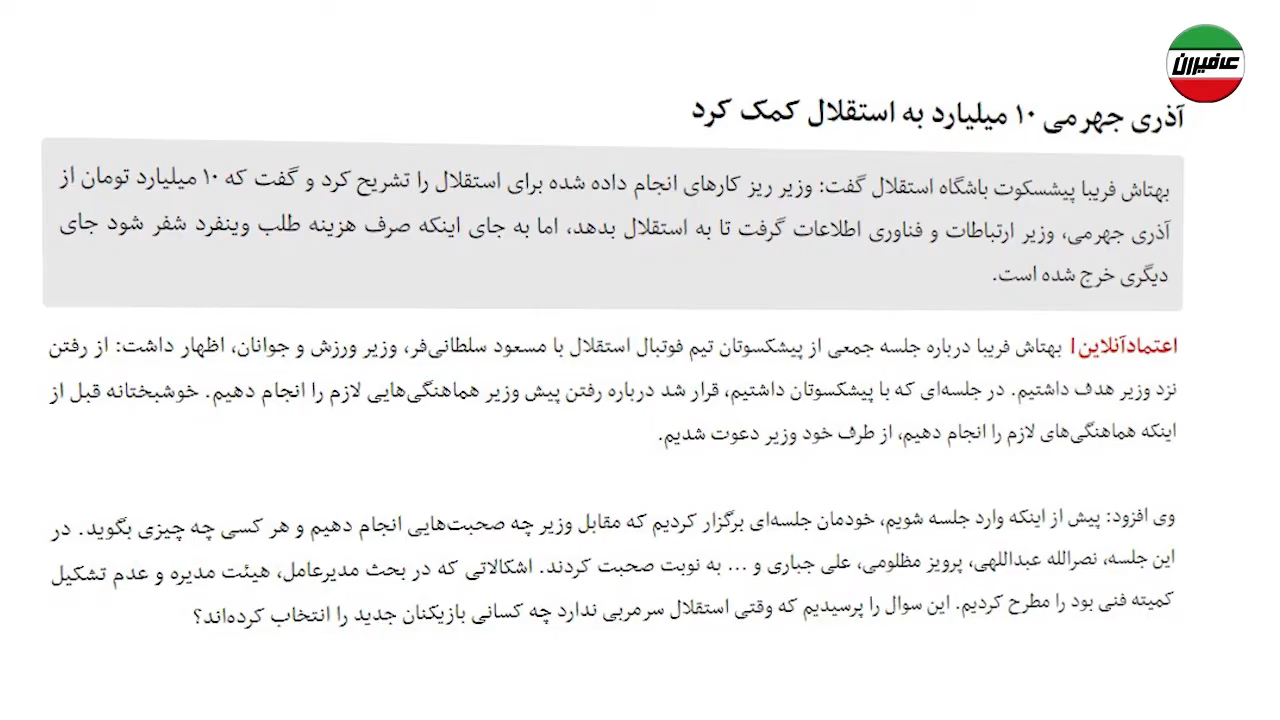 عافیران
آذری جهرمی ۱۰ میلیارد به استقلال کمک کرد
بهتاش فریبا پیشسکوت باشگاه استقلال گفت: وزیر ریز کارهای انجام داده شده برای استقلال را تشریح کرد و گفت که ۱۰ میلیارد تومان از
آذری جهرمی، وزیر ارتباطات و فناوری اطلاعات گرفت تا به استقلال بدهد، اما به جای اینکه صرف هزینه طلب وینفرد شفر شود جای
دیگری خرج شده است.
اعتمادآنلاین| بهتاش فریبا درباره جلسه جمعی از پیشکسوتان تیم فوتبال استقلال با مسعود سلطانی‌فر، وزیر ورزش و جوانان، اظهار داشت: از رفتن
نزد وزیر هدف داشتیم. در جلسه‌ای که با پیشکسوتان داشتیم، قرار شد درباره رفتن پیش وزیر هماهنگی‌هایی لازم را انجام دهیم. خوشبختانه قبل از
اینکه هماهنگی‌های لازم را انجام دهیم، از طرف خود وزیر دعوت شدیم.
وی افزود: پیش از اینکه وارد جلسه شویم، خودمان جلسه‌ای برگزار کردیم که مقابل وزیر چه صحبت‌هایی انجام دهیم و هر کسی چه چیزی بگوید. در
این جلسه، نصرالله عبداللهی، پرویز مظلومی، علی جباری و ... به نوبت صحبت کردند. اشکالاتی که در بحث مدیرعامل، هیئت مدیره و عدم تشکیل
کمیته فنی بود را مطرح کردیم. این سوال را پرسیدیم که وقتی استقلال سرمربی ندارد چه کسانی بازیکنان جدید را انتخاب کرده‌اند؟